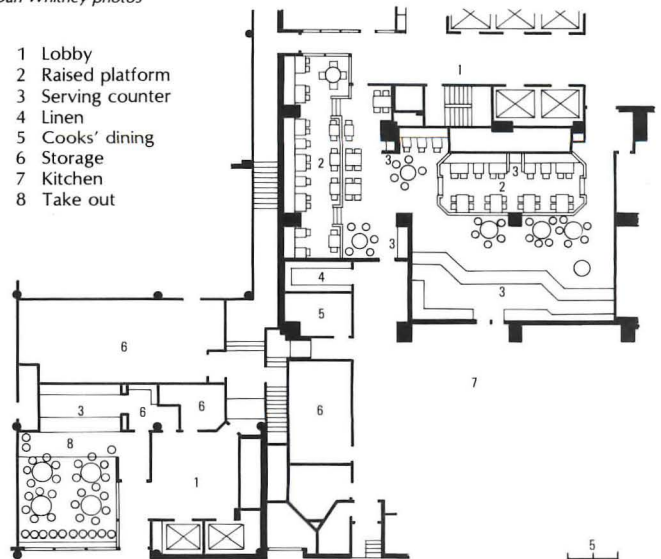 Whitney photos
1 Lobby
2 Raised platform
3 Serving counter
4 Linen
5 Cooks' dining
6 Storage
7 Kitchen
8 Take out
1
2
3
3
2
3
4
5
3
6
6
7
3
6
6
8
1
5